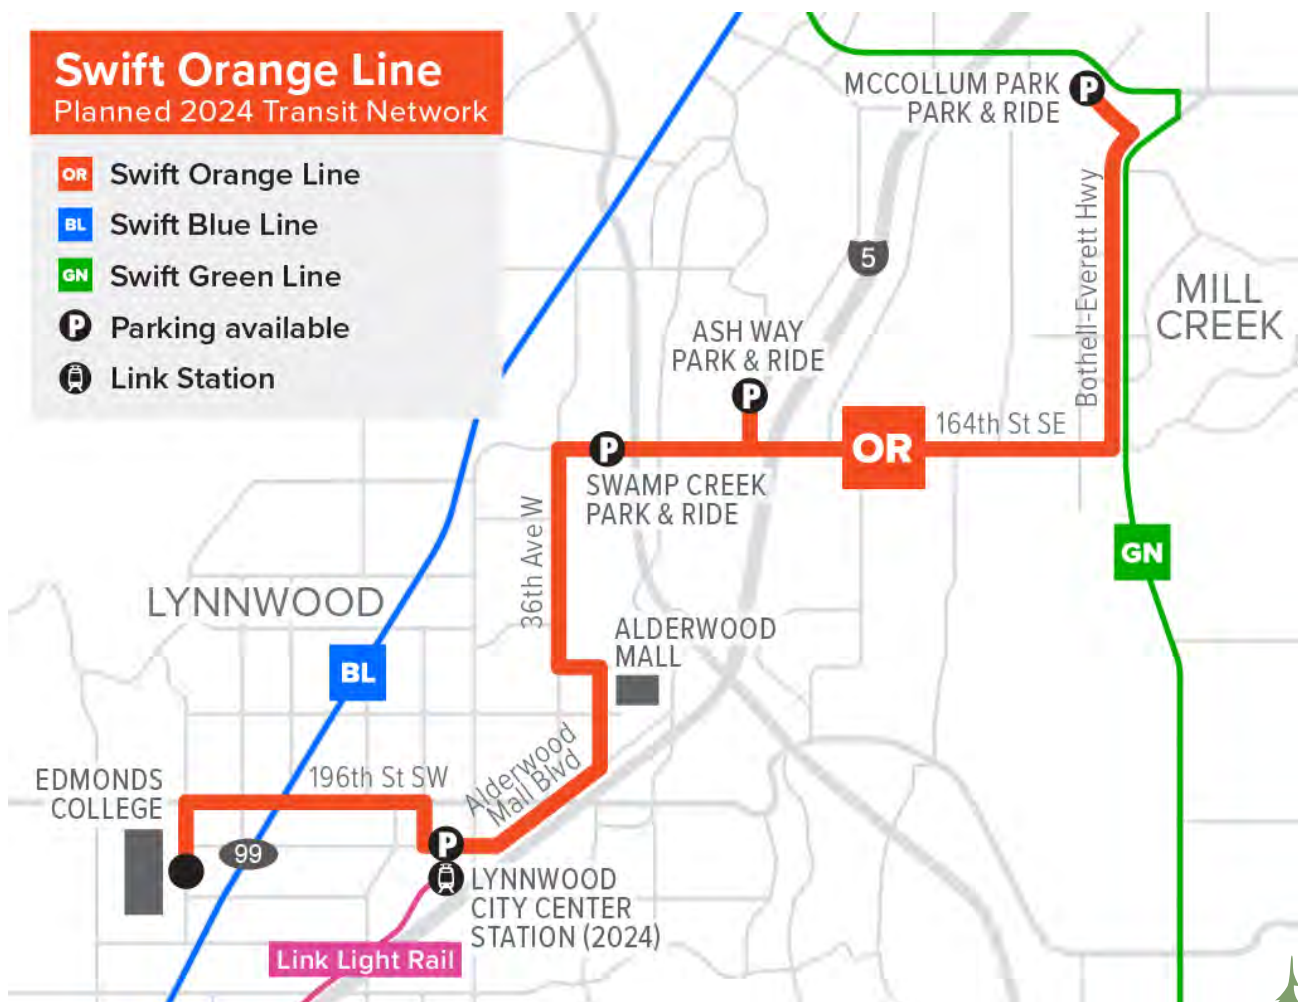 Swift Orange Line
Planned 2024 Transit Network
OR Swift Orange Line
BL Swift Blue Line
GN Swift Green Line
P Parking available
Link Station
MCCOLLUM PARK
PARK & RIDE
P
Bothell-Everett Hwy
5
MILL
CREEK
ASH WAY
PARK & RIDE
P
164th St SE
OR
P
SWAMP CREEK
PARK & RIDE
36th Ave W
GN
LYNNWOOD
BL
ALDERWOOD
MALL
Alderwood
Mall Blvd
196th St SW
EDMONDS
COLLEGE
99
P
LYNNWOOD
CITY CENTER
STATION (2024)
Link Light Rail